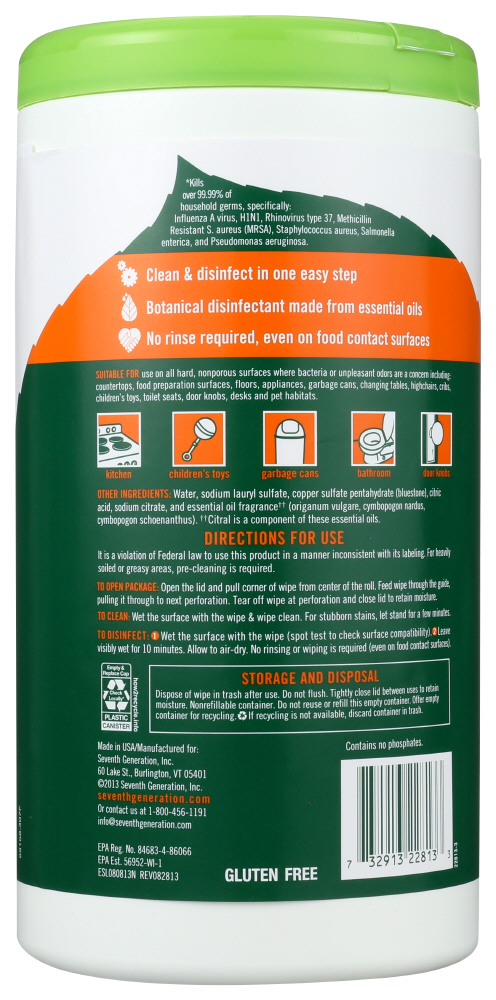 *Kills
over 99.99% of
household germs, specifically:
Influenza A virus, H1N1, Rhinovirus type 37, Methicillin
Resistant S. aureus (MRSA), Staphylococcus aureus, Salmonella
enterica, and Pseudomonas aeruginosa.
Clean & disinfect in one easy step
Botanical disinfectant made from essential oils
No rinse required, even on food contact surfaces
SUITABLE FOR use on all hard, nonporous surfaces where bacteria or unpleasant odors are a concern including:
countertops, food preparation surfaces, floors, appliances, garbage cans, changing tables, highchairs, cribs,
children's toys, toilet seats, door knobs, desks and pet habitats.
kitchen children's toys garbage cans bathroom door knobs
OTHER INGREDIENTS: Water, sodium lauryl sulfate, copper sulfate pentahydrate (bluestone), citric
acid, sodium citrate, and essential oil fragrance†† (origanum vulgare, cymbopogon nardus,
cymbopogon schoenanthus). ††Citral is a component of these essential oils.
DIRECTIONS FOR USE
It is a violation of Federal law to use this product in a manner inconsistent with its labeling. For heavily
soiled or greasy areas, pre-cleaning is required.
TO OPEN PACKAGE: Open the lid and pull corner of wipe from center of the roll. Feed wipe through the guide,
pulling it through to next perforation. Tear off wipe at perforation and close lid to retain moisture.
TO CLEAN: Wet the surface with the wipe & wipe clean. For stubborn stains, let stand for a few minutes.
TO DISINFECT: 1 Wet the surface with the wipe (spot test to check surface compatibility). 2 Leave
visibly wet for 10 minutes. Allow to air-dry. No rinsing or wiping is required (even on food contact surfaces).
Empty &
Replace Cap
Check
Locally*
PLASTIC
CANISTER
how2recycle.info
STORAGE AND DISPOSAL
Dispose of wipe in trash after use. Do not flush. Tightly close lid between uses to retain
moisture. Nonrefillable container. Do not reuse or refill this empty container. Offer empty
container for recycling. If recycling is not available, discard container in trash.
Made in USA/Manufactured for:
Seventh Generation, Inc.
60 Lake St., Burlington, VT 05401
©2013 Seventh Generation, Inc.
seventhgeneration.com
Or contact us at 1-800-456-1191
info@seventhgeneration.com
EPA Reg. No. 84683-4-86066
EPA Est. 56952-WI-1
ESL080813N REV082813
GLUTEN FREE
Contains no phosphates.
7 32913 22813 3
22813-3